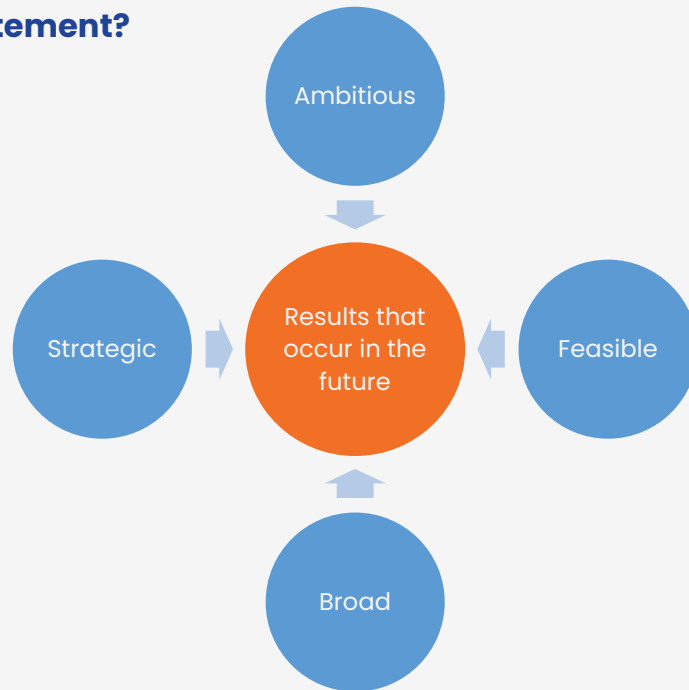 tement?
Ambitious
Strategic
Results that
occur in the
future
Feasible
Broad